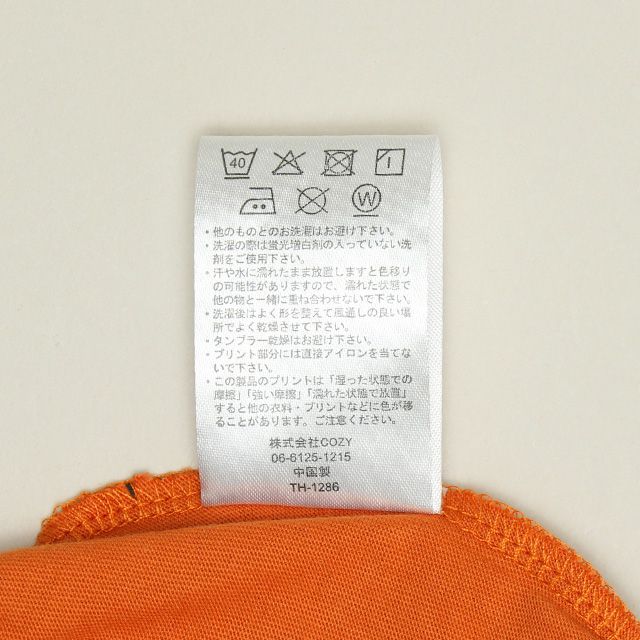 40
W
・他のものとのお洗濯はお避け下さい。
・洗濯の際は蛍光増白剤の入っていない洗
剤をご使用下さい。
・汗や水に濡れたまま放置しますと色移り
の可能性がありますので、濡れた状態で
他の物と一緒に重ね合わせないで下さい。
・洗濯後はよく形を整えて風通しの良い場
所でよく乾燥させて下さい。
・タンブラー乾燥はお避け下さい。
・プリント部分には直接アイロンを当てな
いで下さい。
・この製品のプリントは「湿った状態での
摩擦」「強い摩擦」「濡れた状態で放置」
すると他の衣料・プリントなどに色が移
ることがあります。ご注意ください。
株式会社COZY
06-6125-1215
中国製
TH-1286